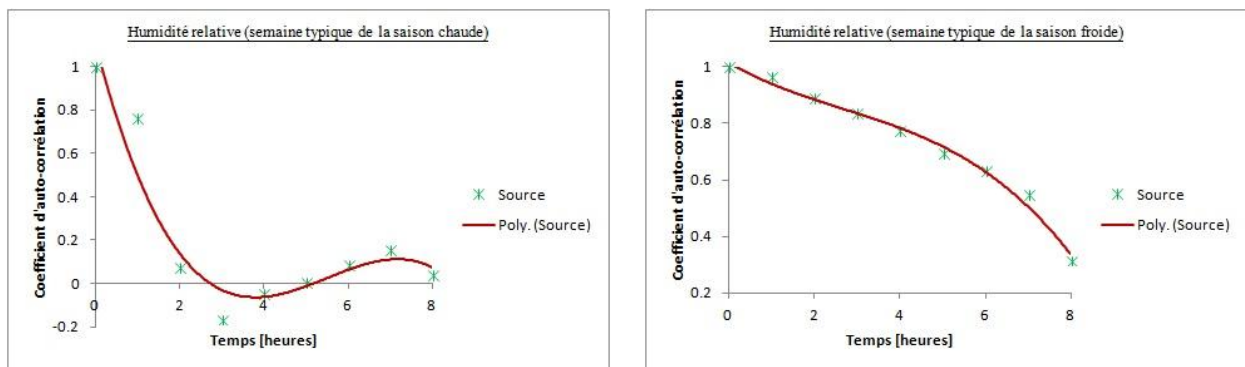 Humidité relative (semaine typique de la saison chaude)
Coefficient d'auto-corrélation
1
0.8
0.6
0.4
0.2
0
-0.2
0
2
4
6
8
Temps [heures]
Source
Poly. (Source)
Humidité relative (semaine typique de la saison froide)
Coefficient d'auto-corrélation
1
0.8
0.6
0.4
0.2
0
2
4
6
8
Temps [heures]
Source
Poly. (Source)